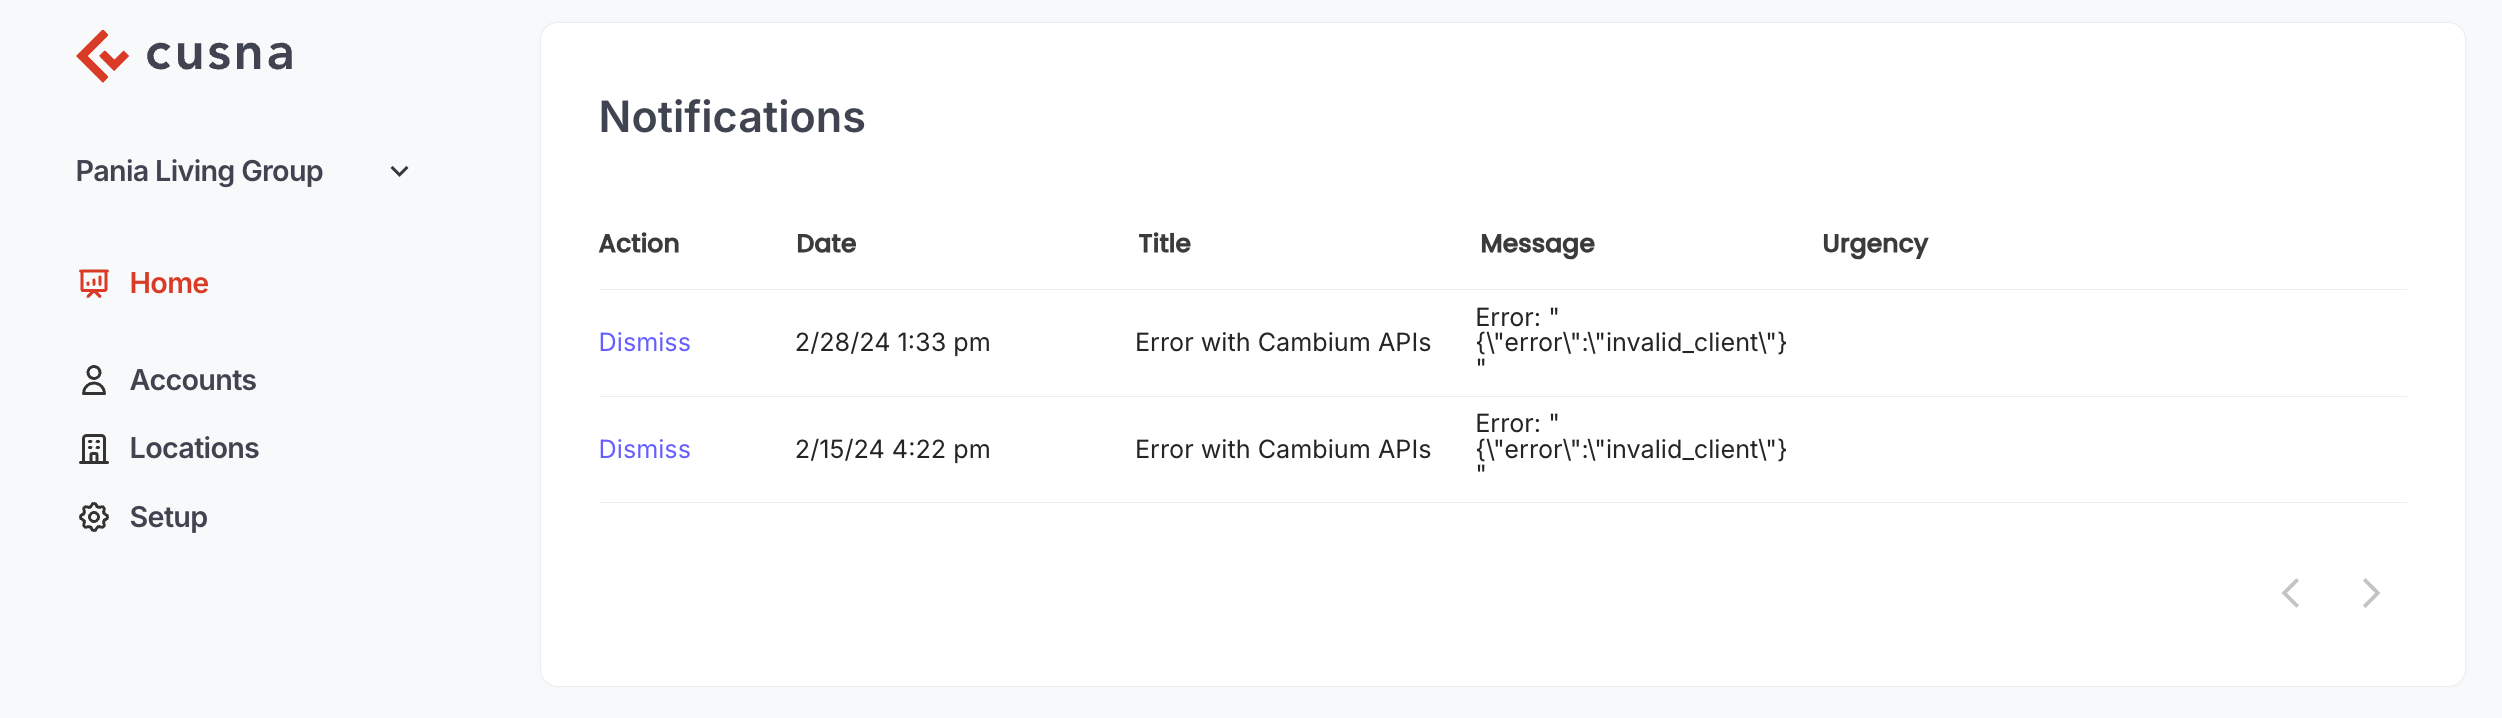 cusna
Pania Living Group
Home
Accounts
Locations
Setup
Notifications
Action Date Title Message Urgency
Dismiss 2/28/24 1:33 pm Error with Cambium APIs Error: "
{\"error\":\"invalid_client\"}
"
Dismiss 2/15/24 4:22 pm Error with Cambium APIs Error: "
{\"error\":\"invalid_client\"}
"